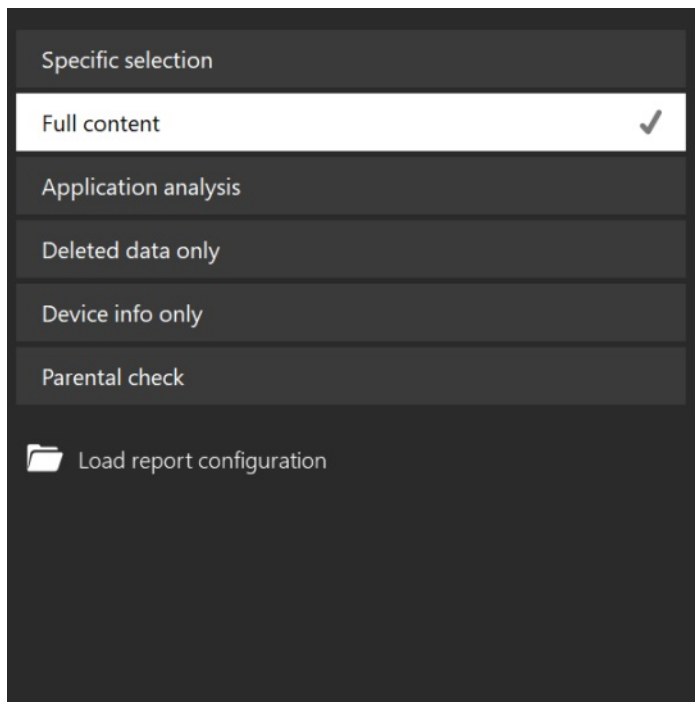 Specific selection
Full content
Application analysis
Deleted data only
Device info only
Parental check
Load report configuration